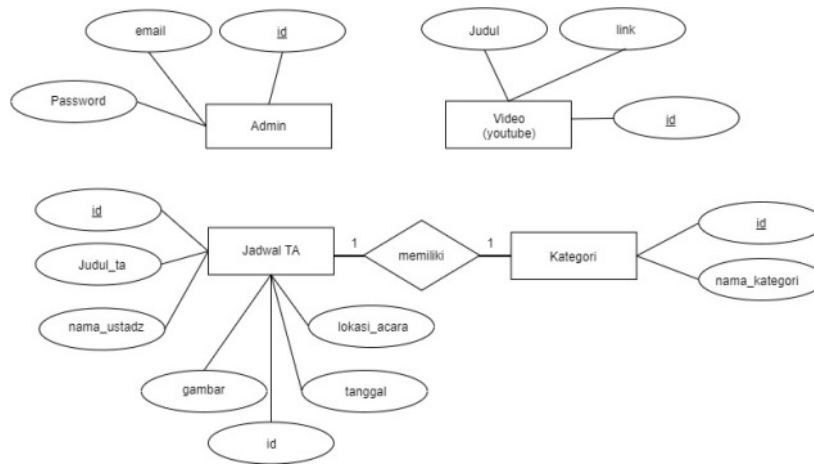 email
id
Judul
link
Password
Admin
Video
(youtube)
id
id
Jadwal TA
1
memiliki
1
Kategori
id
Judul_ta
nama_kategori
nama_ustadz
lokasi_acara
gambar
tanggal
id